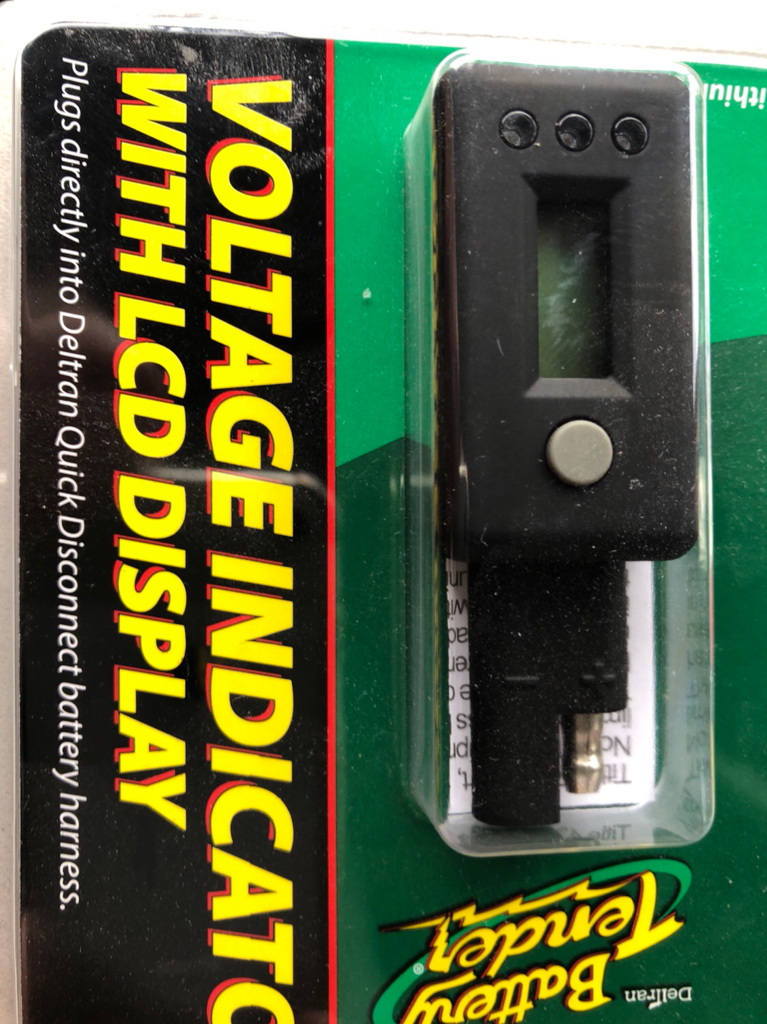 VOLTAGE INDICATO
WITH LCD DISPLAY
Plugs directly into Deltran Quick Disconnect battery harness.
Deltran
Battery
Tender®
- +